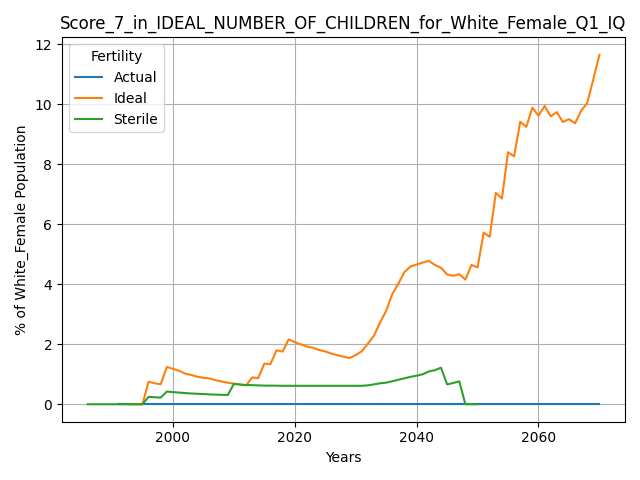 Score_7_in_IDEAL_NUMBER_OF_CHILDREN_for_White_Female_Q1_IQ
Fertility
Actual
Ideal
Sterile
% of White_Female Population
12
10
8
6
4
2
0
2000
2020
2040
2060
Years